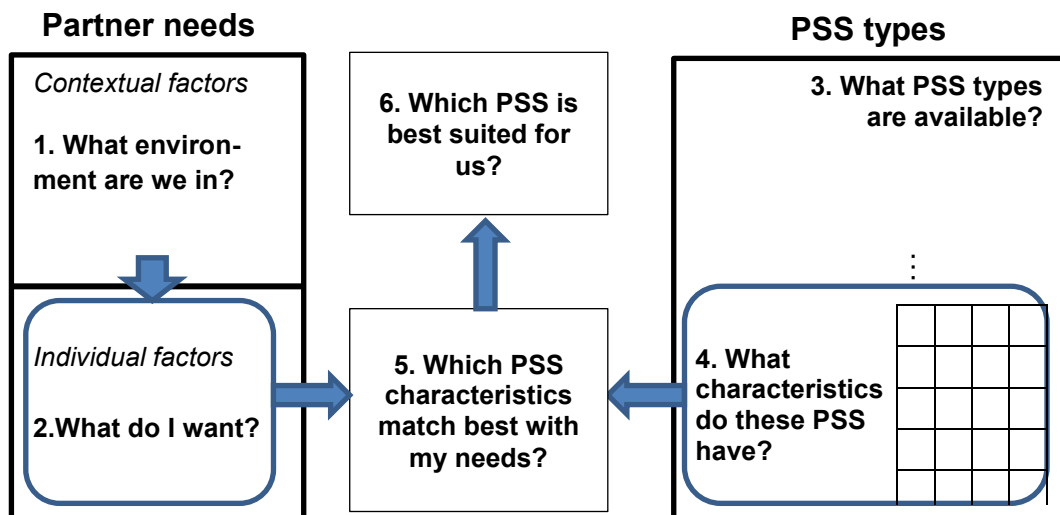 Partner needs
Contextual factors
1. What environ-
ment are we in?
Individual factors
2.What do I want?
6. Which PSS is
best suited for
us?
5. Which PSS
characteristics
match best with
my needs?
PSS types
3. What PSS types
are available?
⋮
4. What
characteristics
do these PSS
have?